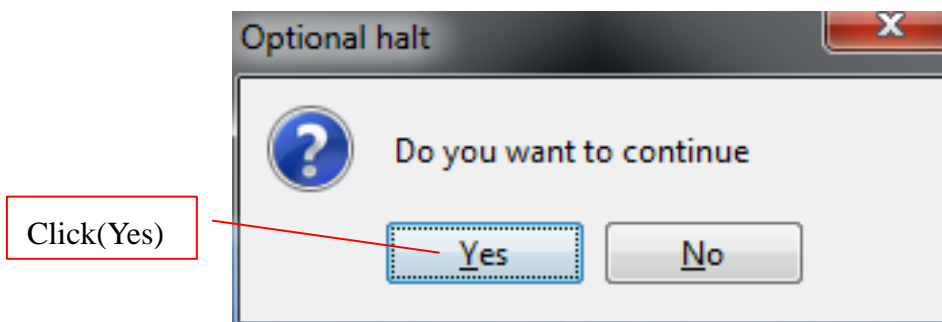 Optional halt
Do you want to continue
Click(Yes)
Yes
No